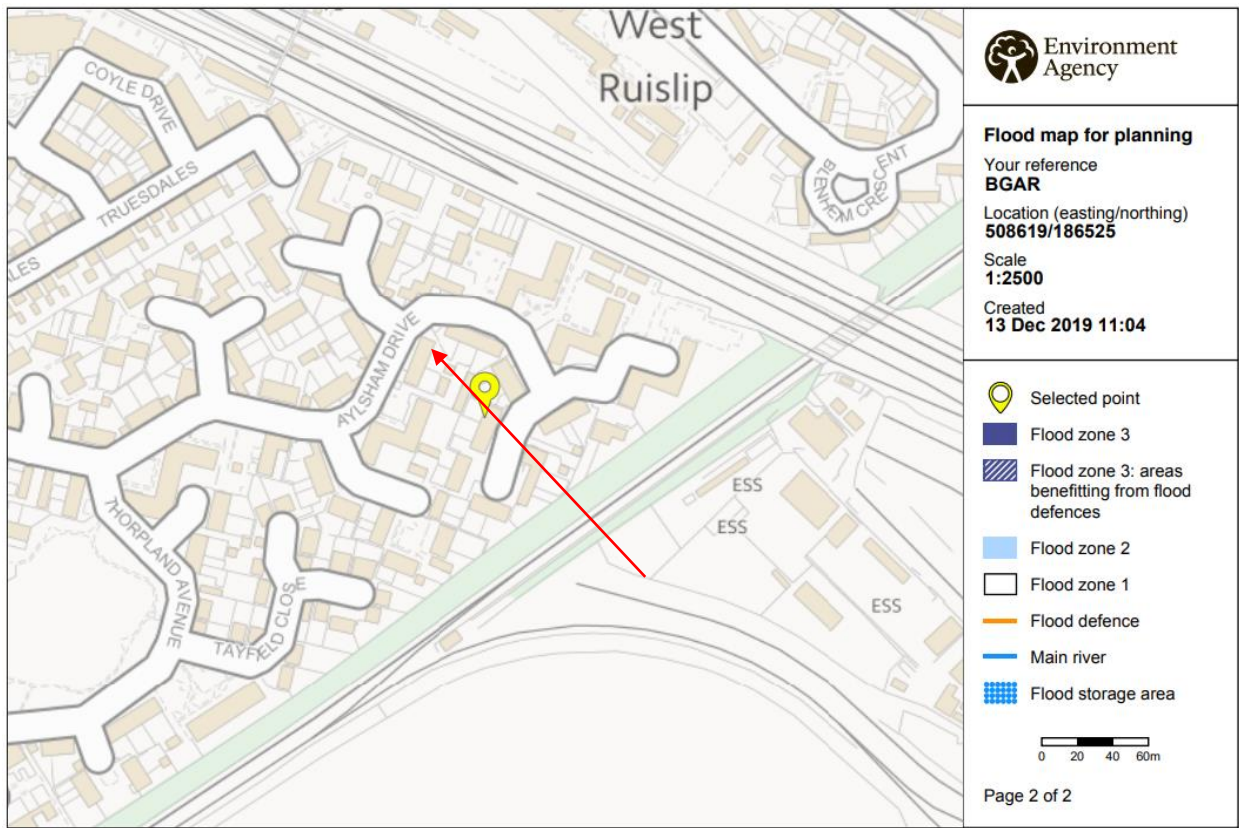 West
Ruislip
COYLE DRIVE
TRUESDALES
BLENHEIM CRESCENT
LES
AYLSHAM DRIVE
ESS
ESS
THORPLAND AVENUE
ESS
TAYFIELD CLOSE
Environment
Agency
Flood map for planning
Your reference
BGAR
Location (easting/northing)
508619/186525
Scale
1:2500
Created
13 Dec 2019 11:04
Selected point
Flood zone 3
Flood zone 3: areas
benefitting from flood
defences
Flood zone 2
Flood zone 1
Flood defence
Main river
Flood storage area
0 20 40 60m
Page 2 of 2